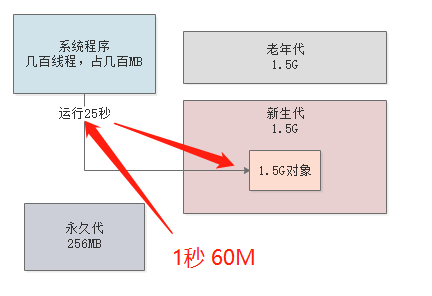 系统程序
几百线程，占几百MB
老年代
1.5G
运行25秒
新生代
1.5G
1.5G对象
永久代
256MB
1秒 60M